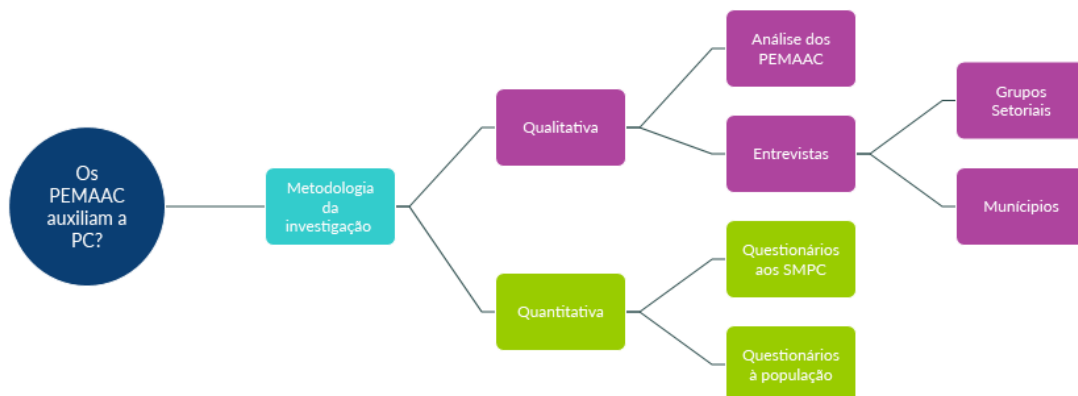 Os
PEMAAC
auxiliam a
PC?
Metodologia
da
investigação
Qualitativa
Análise dos
PEMAAC
Entrevistas
Grupos
Setoriais
Munícipios
Quantitativa
Questionários
aos SMPC
Questionários
à população